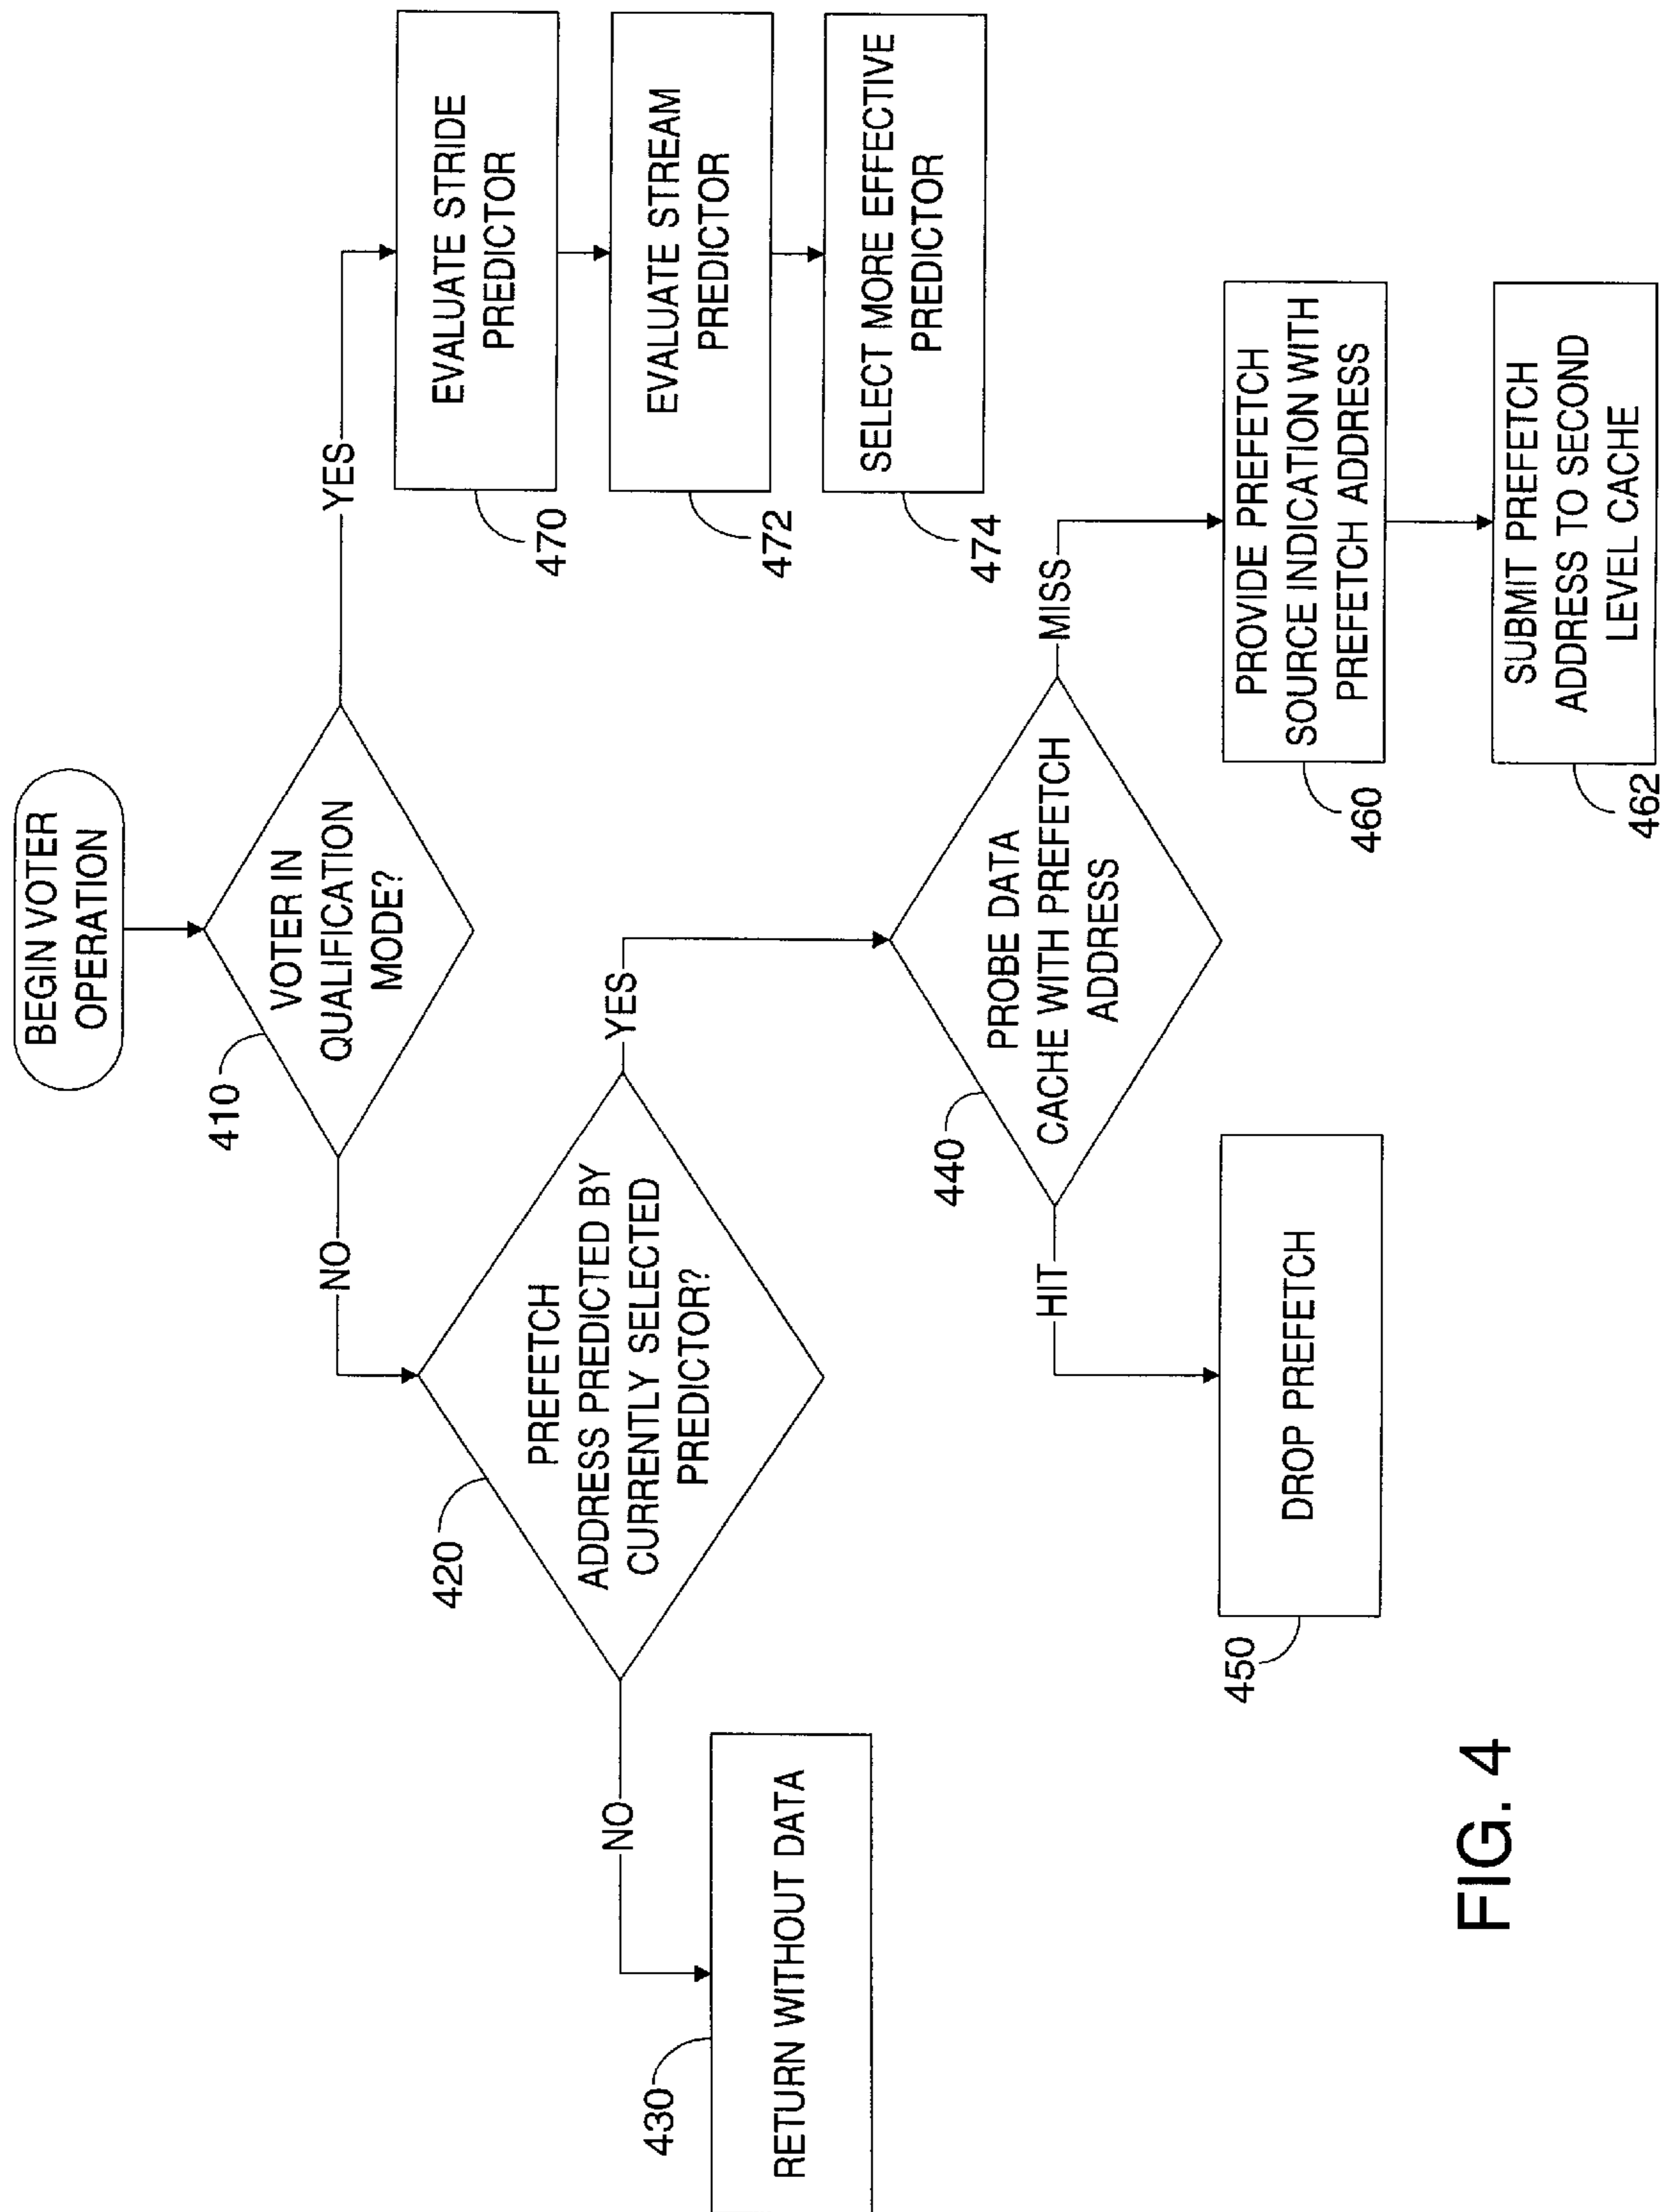 BEGIN VOTER
OPERATION
410
VOTER IN
QUALIFICATION
MODE?
NO
YES
420
PREFETCH
ADDRESS PREDICTED BY
CURRENTLY SELECTED
PREDICTOR?
NO
YES
430
RETURN WITHOUT DATA
440
PROBE DATA
CACHE WITH PREFETCH
ADDRESS
HIT
MISS
450
DROP PREFETCH
460
PROVIDE PREFETCH
SOURCE INDICATION WITH
PREFETCH ADDRESS
462
SUBMIT PREFETCH
ADDRESS TO SECOND
LEVEL CACHE
470
EVALUATE STRIDE
PREDICTOR
472
EVALUATE STREAM
PREDICTOR
474
SELECT MORE EFFECTIVE
PREDICTOR
FIG. 4